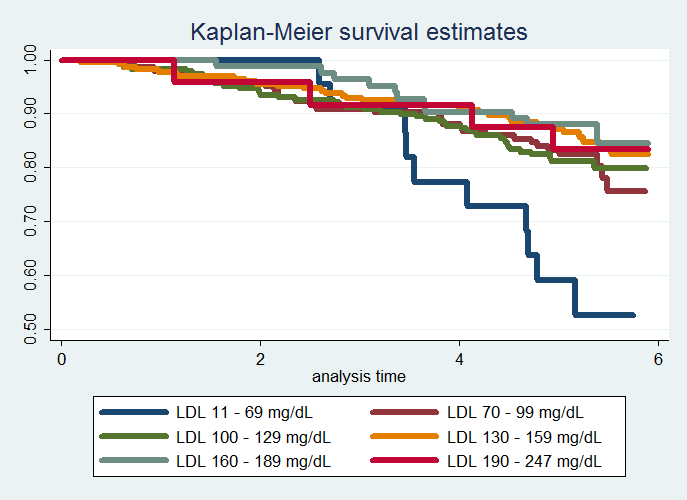 Kaplan-Meier survival estimates
1.00
0.90
0.80
0.70
0.60
0.50
0 2 4 6
analysis time
LDL 11 - 69 mg/dL LDL 70 - 99 mg/dL
LDL 100 - 129 mg/dL LDL 130 - 159 mg/dL
LDL 160 - 189 mg/dL LDL 190 - 247 mg/dL